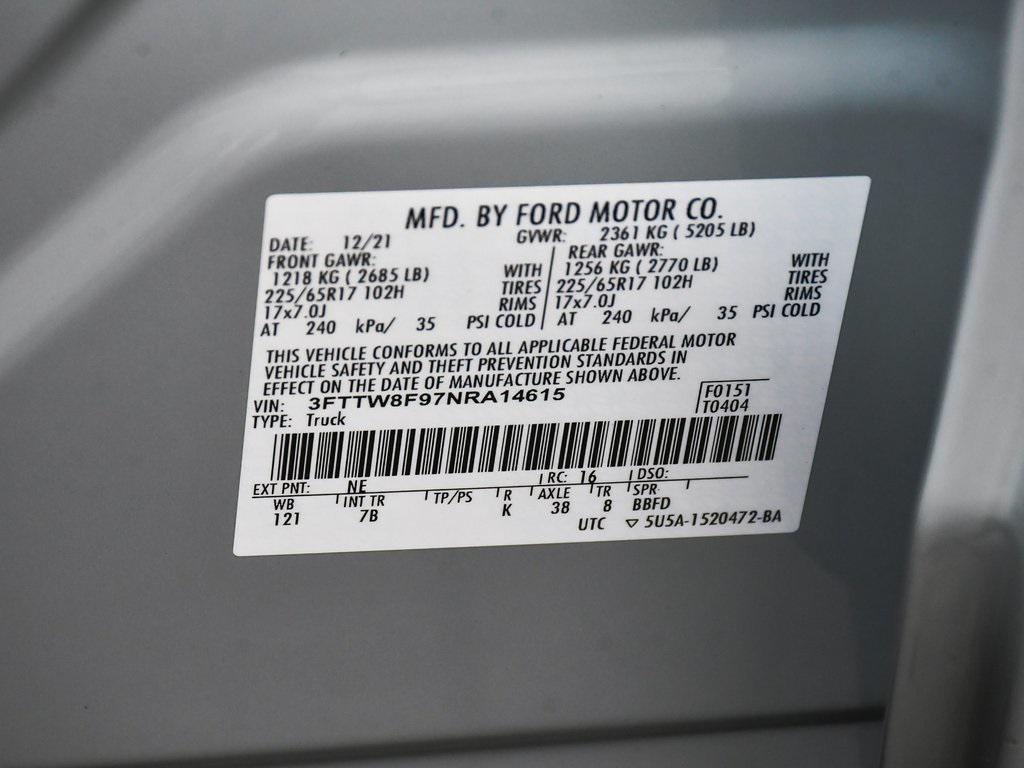 MFD. BY FORD MOTOR CO.
DATE: 12/21 GVWR: 2361 KG ( 5205 LB)
FRONT GAWR: REAR GAWR:
1218 KG ( 2685 LB) WITH 1256 KG ( 2770 LB) WITH
225/65R17 102H TIRES 225/65R17 102H TIRES
17x7.0J RIMS 17x7.0J RIMS
AT 240 kPa/ 35 PSI COLD AT 240 kPa/ 35 PSI COLD
THIS VEHICLE CONFORMS TO ALL APPLICABLE FEDERAL MOTOR
VEHICLE SAFETY AND THEFT PREVENTION STANDARDS IN
EFFECT ON THE DATE OF MANUFACTURE SHOWN ABOVE.
VIN: 3FTTW8F97NRA14615 F0151
TYPE: Truck T0404
EXT PNT: NE RC: 16 DSO:
WB INT TR TP/PS R AXLE TR SPR
121 7B K 38 8 BBFD
UTC ▽ 5U5A-1520472-BA